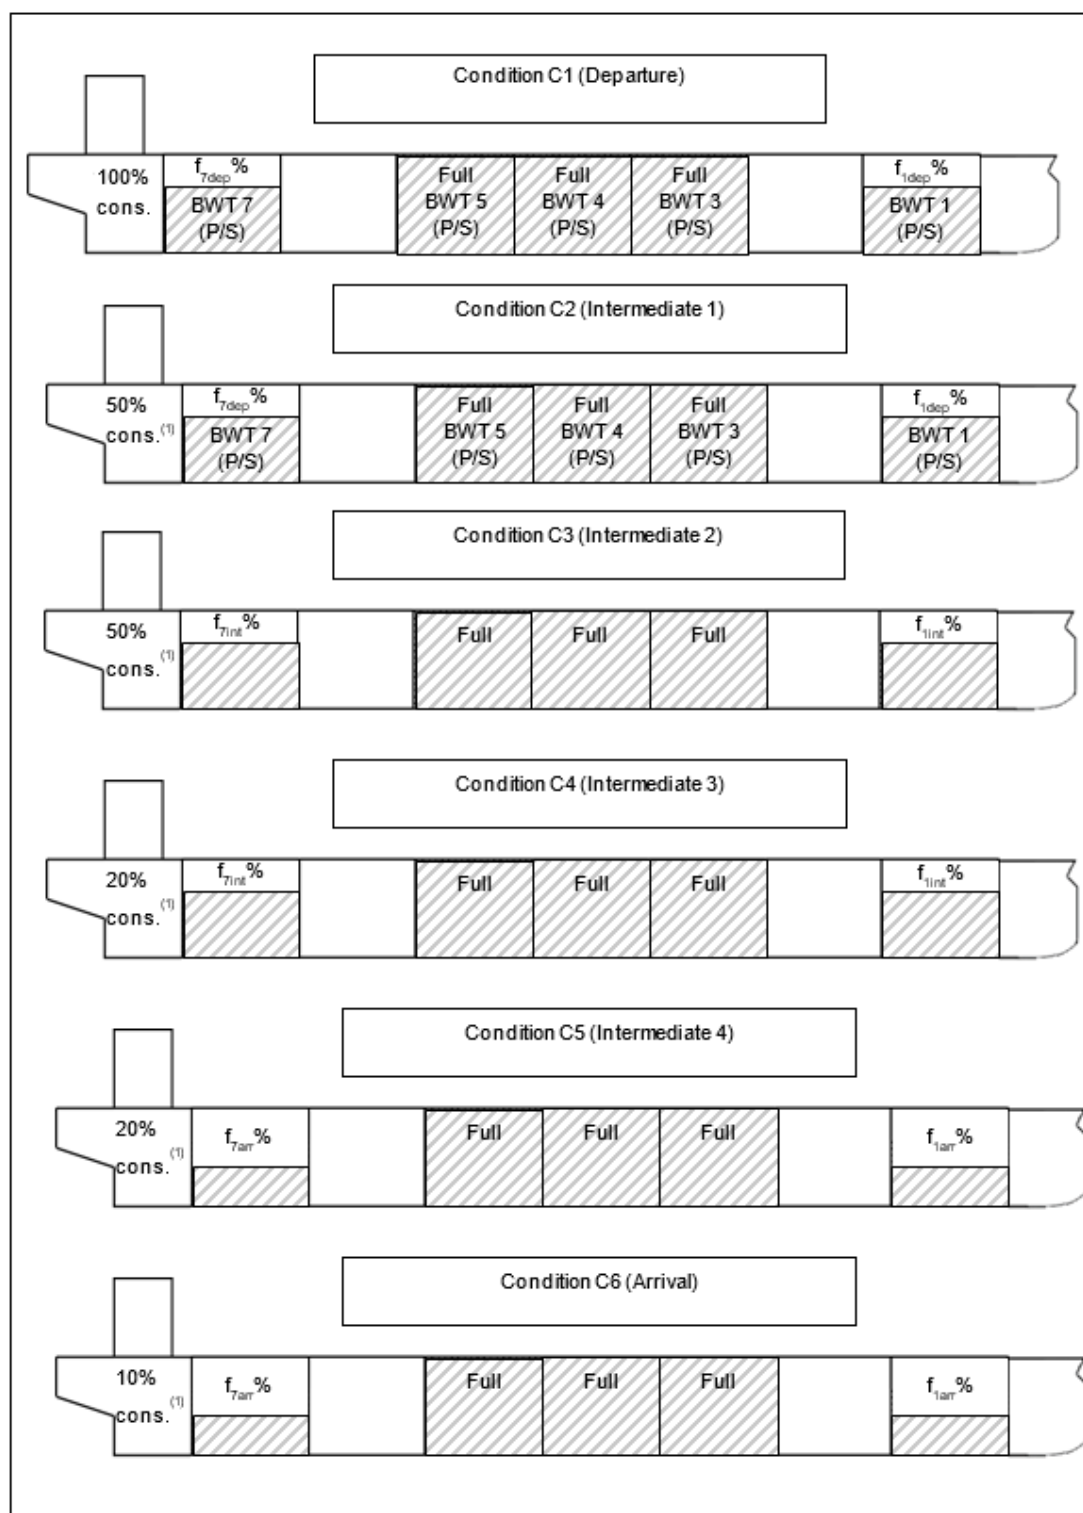 Condition C1 (Departure)
100%
cons.
f7dep%
BWT 7
(P/S)
Full
BWT 5
(P/S)
Full
BWT 4
(P/S)
Full
BWT 3
(P/S)
f1dep%
BWT 1
(P/S)
Condition C2 (Intermediate 1)
50%
cons.(1)
f7dep%
BWT 7
(P/S)
Full
BWT 5
(P/S)
Full
BWT 4
(P/S)
Full
BWT 3
(P/S)
f1dep%
BWT 1
(P/S)
Condition C3 (Intermediate 2)
50%
cons.(1)
f7int%
Full
Full
Full
f1int%
Condition C4 (Intermediate 3)
20%
cons.(1)
f7int%
Full
Full
Full
f1int%
Condition C5 (Intermediate 4)
20%
cons.(1)
f7arr%
Full
Full
Full
f1arr%
Condition C6 (Arrival)
10%
cons.(1)
f7arr%
Full
Full
Full
f1arr%